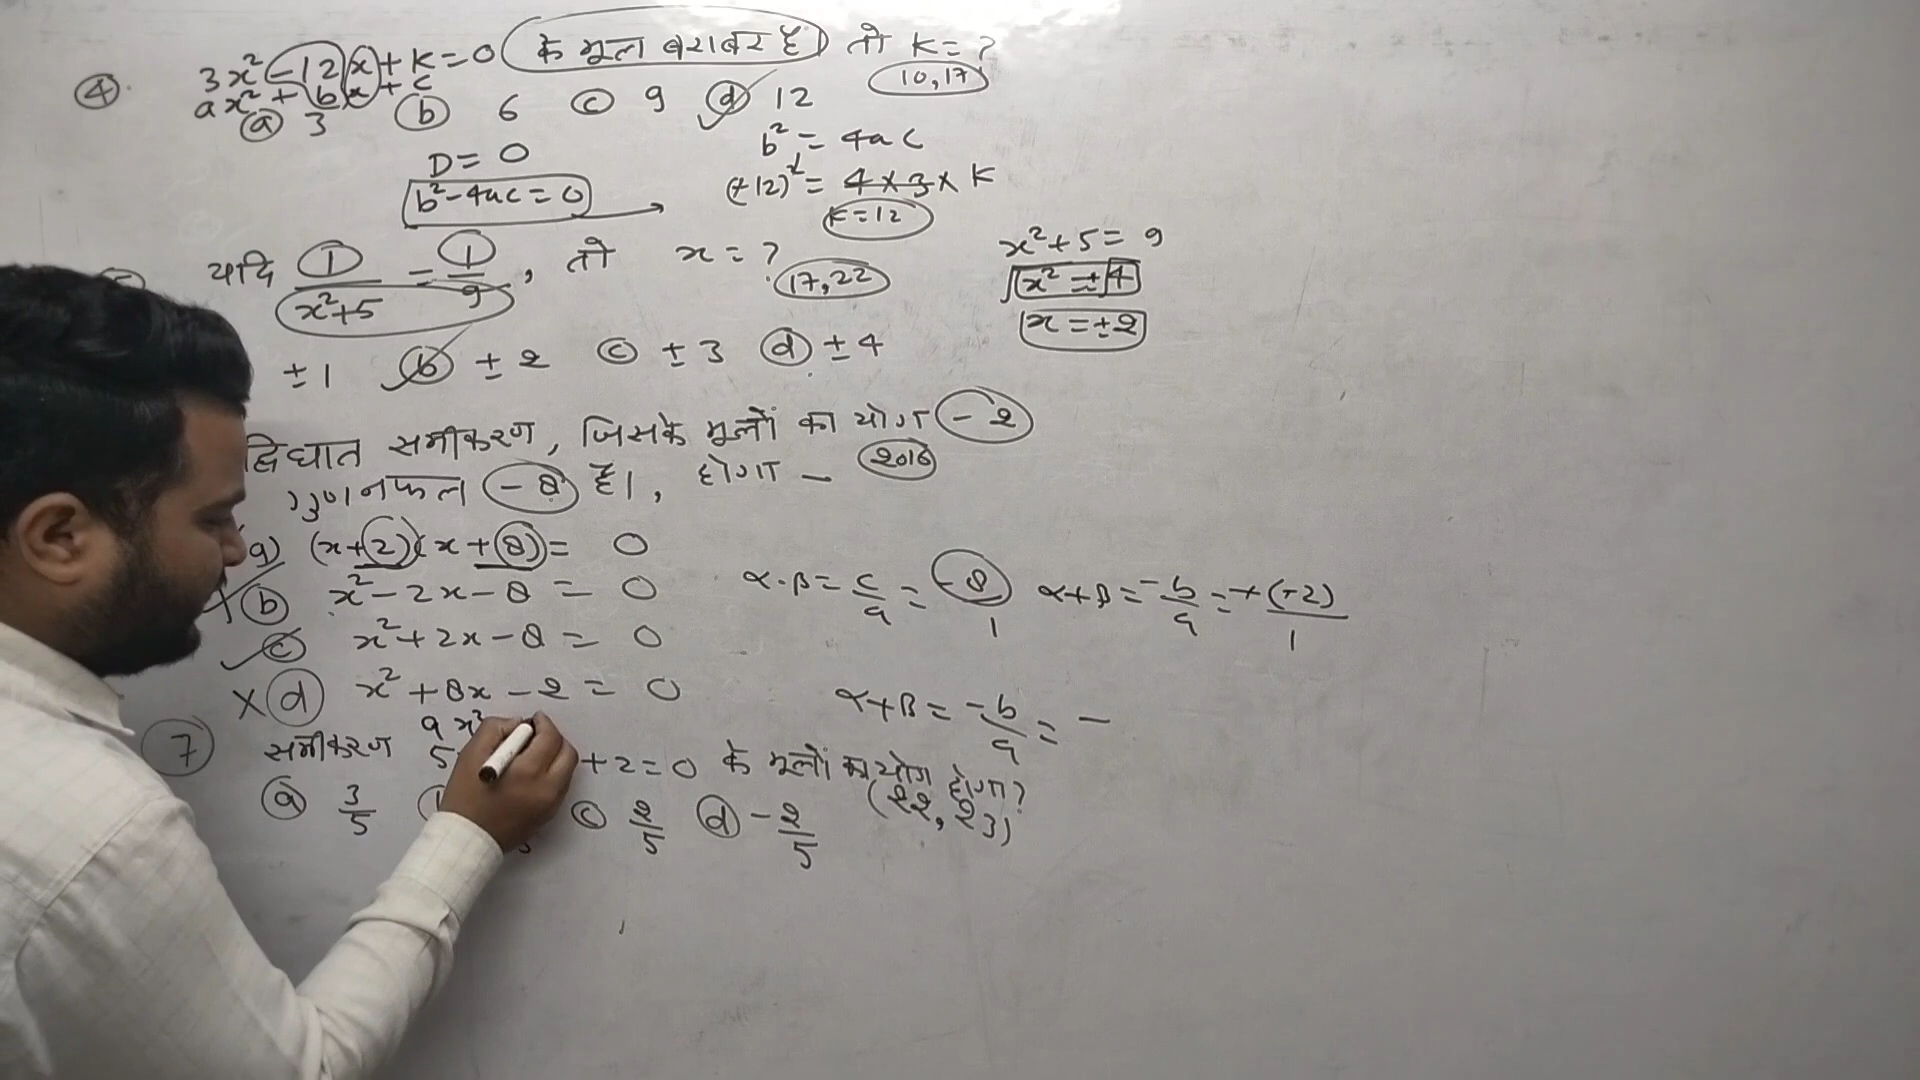 ④. 3x² - 12x + K = 0 के मूल बराबर है तो K = ?
ax² + bx + c
(10,17)
ⓐ 3 ⓑ 6 ⓒ 9 ⓓ 12
D = 0
b² - 4ac = 0
b² = 4ac
(+12)² = 4 × 3 × K
K = 12
यदि 1/(x²+5) = 1/9, तो x = ?
(17,22)
x² + 5 = 9
√x² = ±√4
x = ±2
±1 ⓑ ±2 ⓒ ±3 ⓓ ±4
द्विघात समीकरण, जिसके मूलों का योग -2
गुणनफल -8 है।, होगा –
(2016)
a) (x+2)(x+8) = 0
ⓑ x² - 2x - 8 = 0
ⓒ x² + 2x - 8 = 0
ⓓ x² + 8x - 2 = 0
α·β = c/a = -8/1 α+β = -b/a = +(-2)/1
α+β = -b/a = -
ax²
⑦ समीकरण 5 + 2 = 0 के मूलों का योग होगा?
(22,23)
ⓐ 3/5 ⓒ 2/5 ⓓ -2/5